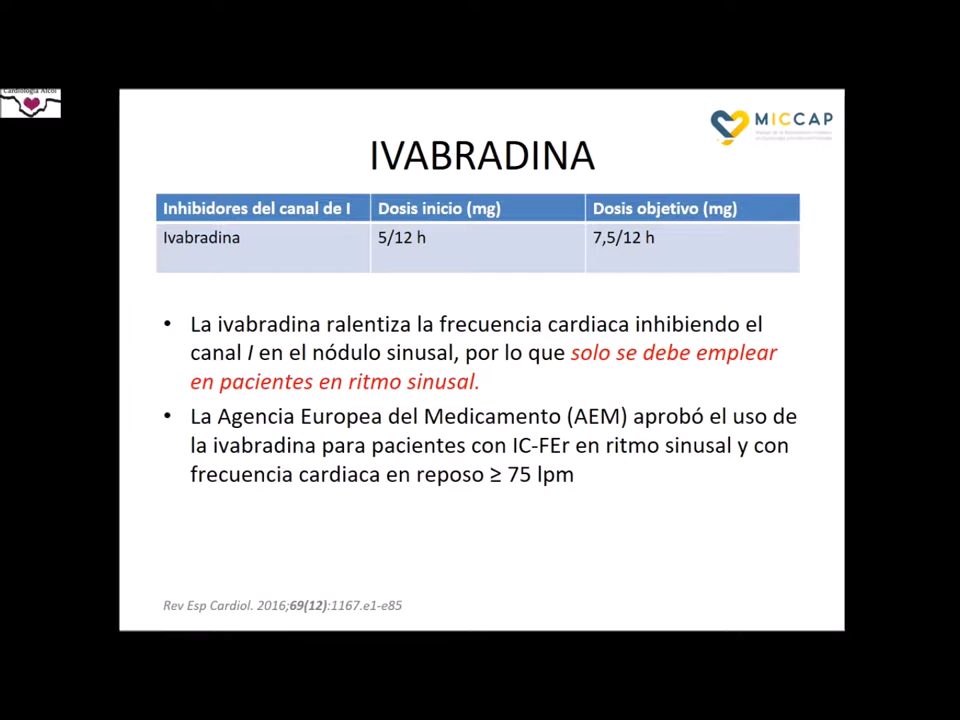 Cardiología Alcoi
MICCAP
IVABRADINA
Inhibidores del canal de I Dosis inicio (mg) Dosis objetivo (mg)
Ivabradina 5/12 h 7,5/12 h
• La ivabradina ralentiza la frecuencia cardiaca inhibiendo el
canal I en el nódulo sinusal, por lo que solo se debe emplear
en pacientes en ritmo sinusal.
• La Agencia Europea del Medicamento (AEM) aprobó el uso de
la ivabradina para pacientes con IC-FEr en ritmo sinusal y con
frecuencia cardiaca en reposo ≥ 75 lpm
Rev Esp Cardiol. 2016;69(12):1167.e1-e85